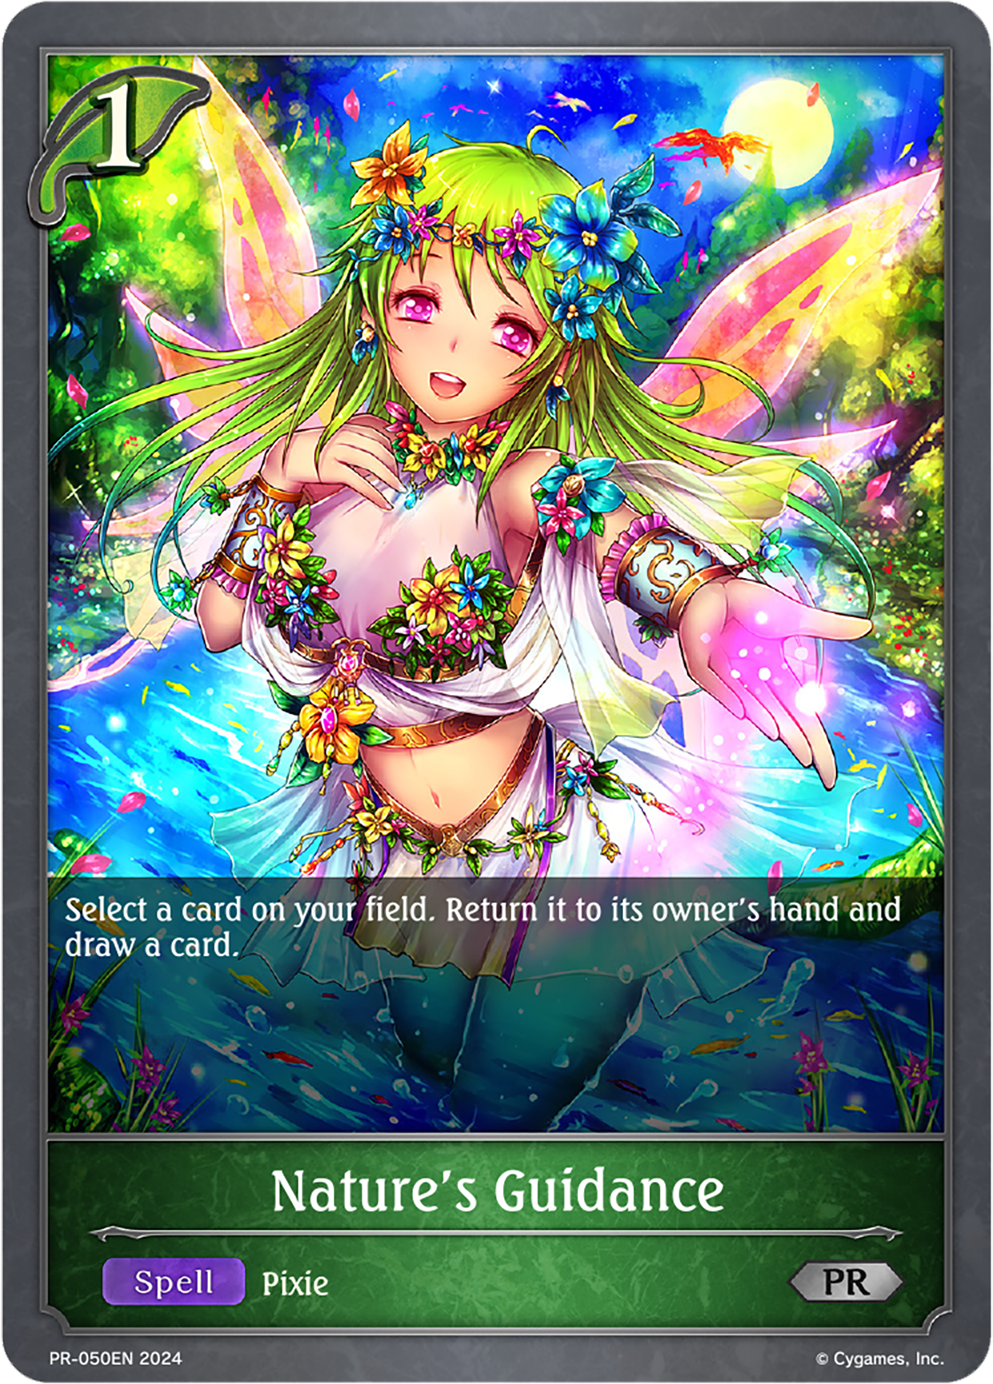 1
Select a card on your field. Return it to its owner's hand and
draw a card.
Nature's Guidance
Spell Pixie PR
PR-050EN 2024 © Cygames, Inc.